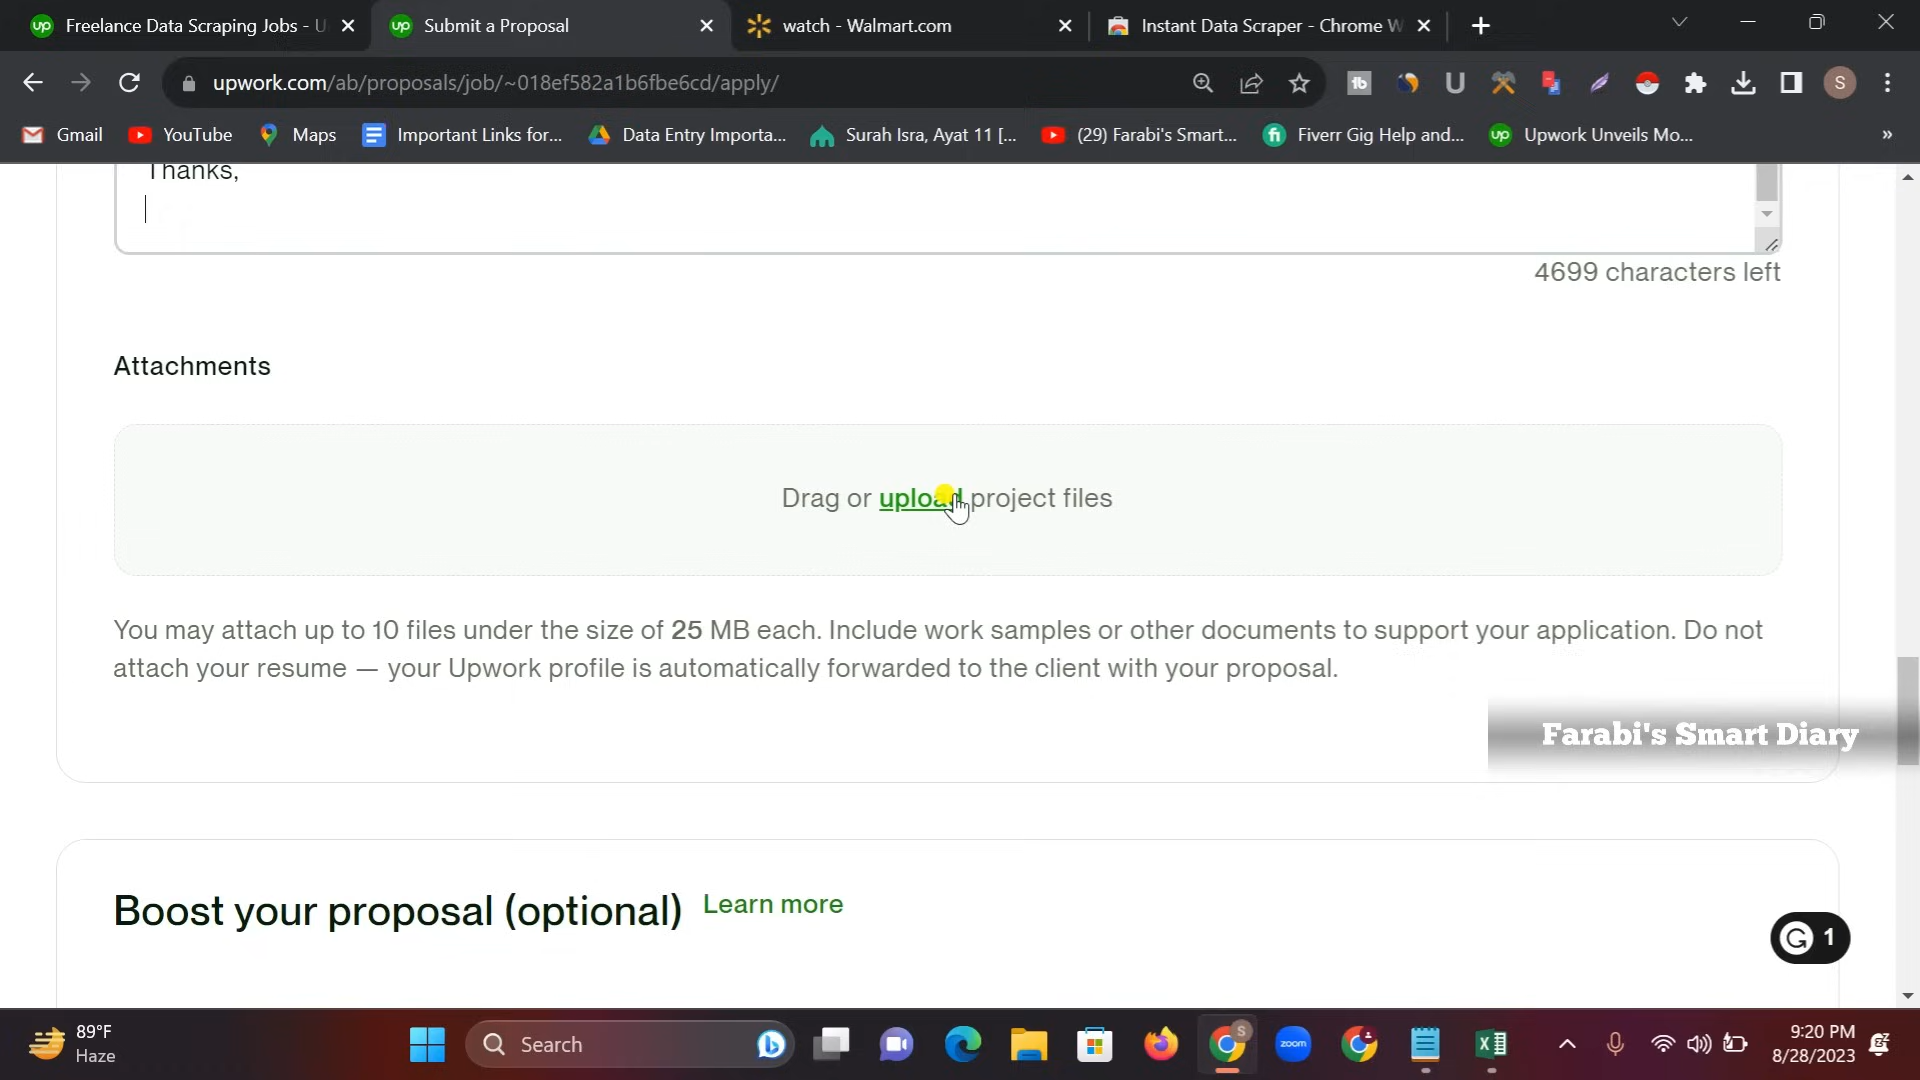 Freelance Data Scraping Jobs - U
Submit a Proposal
watch - Walmart.com
Instant Data Scraper - Chrome W
upwork.com/ab/proposals/job/~018ef582a1b6fbe6cd/apply/
S
Gmail
YouTube
Maps
Important Links for...
Data Entry Importa...
Surah Isra, Ayat 11 [...
(29) Farabi's Smart...
Fiverr Gig Help and...
Upwork Unveils Mo...
»
Thanks,
4699 characters left
Attachments
Drag or upload project files
You may attach up to 10 files under the size of 25 MB each. Include work samples or other documents to support your application. Do not
attach your resume — your Upwork profile is automatically forwarded to the client with your proposal.
Farabi's Smart Diary
Boost your proposal (optional) Learn more
1
89°F
Haze
Search
zoom
9:20 PM
8/28/2023